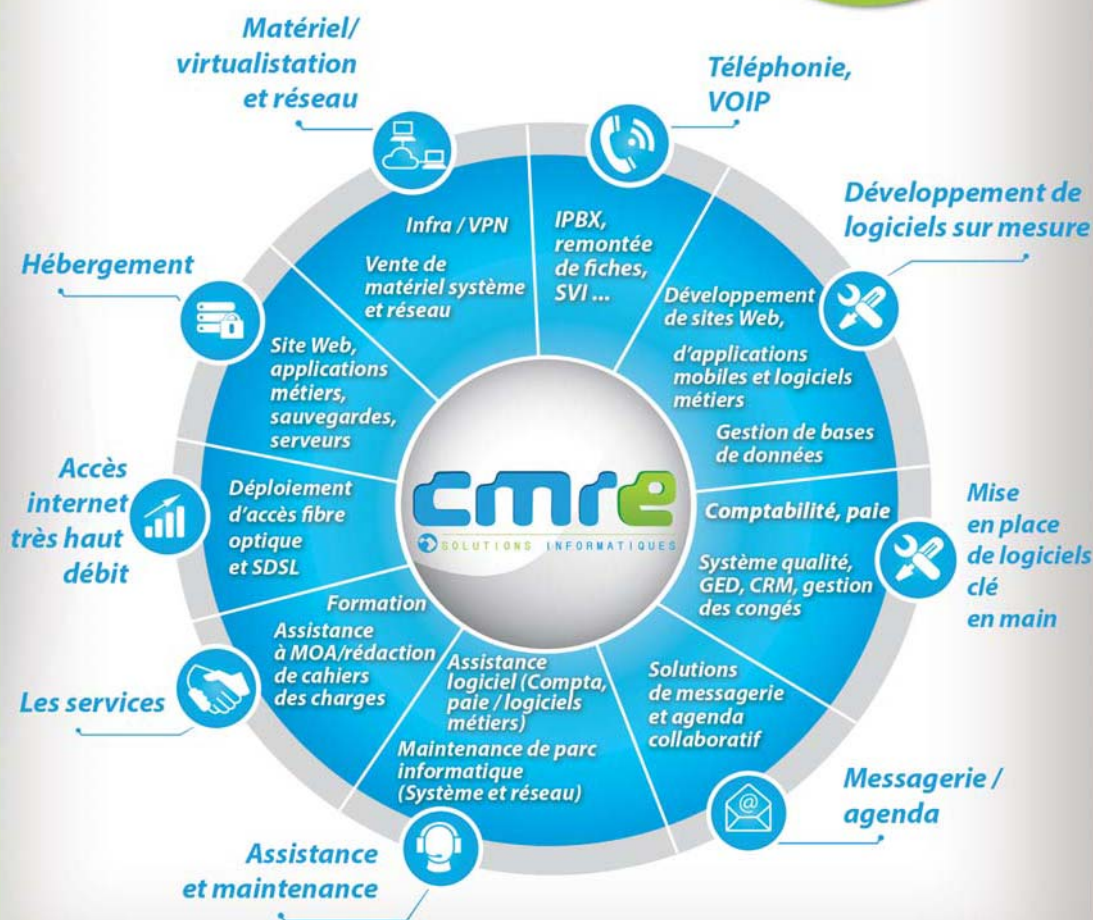 Matériel/
virtualistation
et réseau
Téléphonie,
VOIP
Développement de
logiciels sur mesure
Hébergement
Infra / VPN
Vente de
matériel système
et réseau
IPBX,
remontée
de fiches,
SVI ...
Développement
de sites Web,
d'applications
mobiles et logiciels
métiers
Gestion de bases
de données
Site Web,
applications
métiers,
sauvegardes,
serveurs
Accès
internet
très haut
débit
Déploiement
d'accès fibre
optique
et SDSL
cmre
SOLUTIONS INFORMATIQUES
Comptabilité, paie
Système qualité,
GED, CRM, gestion
des congés
Mise
en place
de logiciels
clé
en main
Formation
Assistance
à MOA/rédaction
de cahiers
des charges
Les services
Assistance
logiciel (Compta,
paie / logiciels
métiers)
Maintenance de parc
informatique
(Système et réseau)
Solutions
de messagerie
et agenda
collaboratif
@
Messagerie /
agenda
Assistance
et maintenance